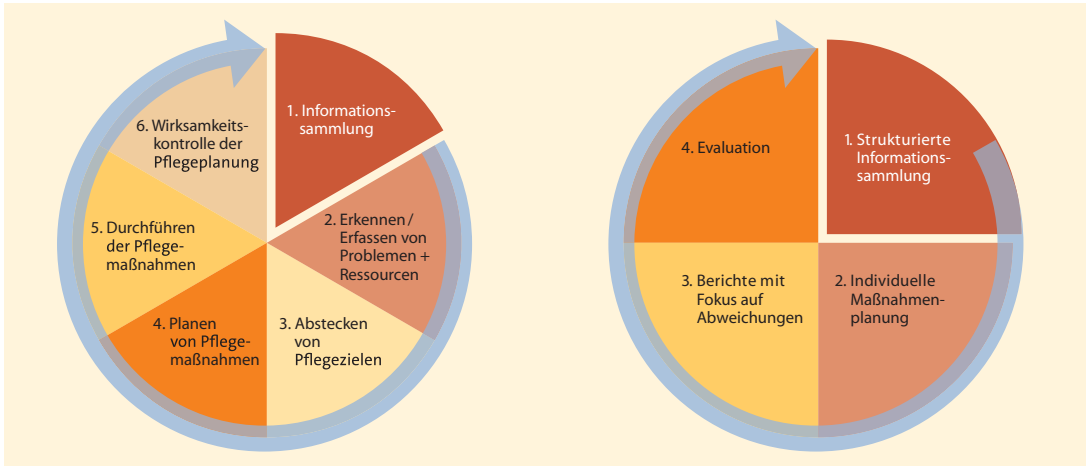 1. Informations-
sammlung
2. Erkennen /
Erfassen von
Problemen +
Ressourcen
3. Abstecken
von
Pflegezielen
4. Planen
von Pflege-
maßnahmen
5. Durchführen
der Pflege-
maßnahmen
6. Wirksamkeits-
kontrolle der
Pflegeplanung
1. Strukturierte
Informations-
sammlung
2. Individuelle
Maßnahmen-
planung
3. Berichte mit
Fokus auf
Abweichungen
4. Evaluation